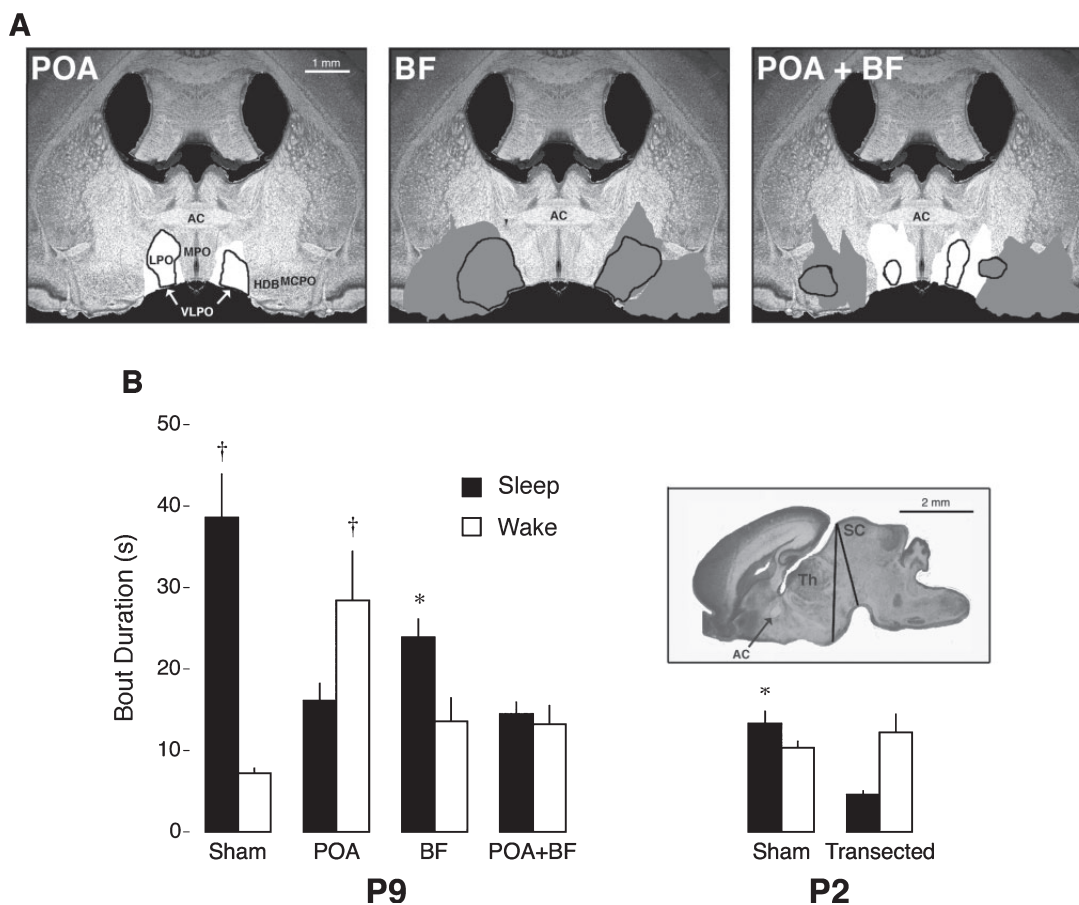 A
POA
1 mm
AC
LPO
MPO
HDB
MCPO
VLPO
BF
AC
POA + BF
AC
B
Bout Duration (s)
50
40
30
20
10
0
†
†
*
Sleep
Wake
Sham
POA
BF
POA+BF
P9
2 mm
SC
Th
AC
*
Sham
Transected
P2